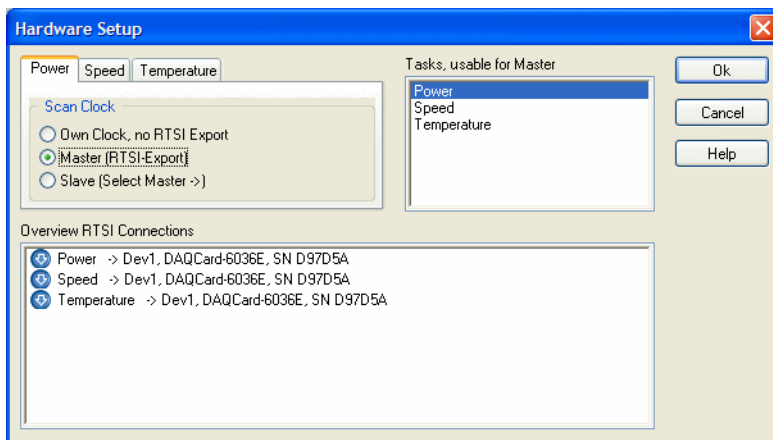 Hardware Setup
Power Speed Temperature
Scan Clock
Own Clock, no RTSI Export
Master (RTSI-Export)
Slave (Select Master ->)
Tasks, usable for Master
Power
Speed
Temperature
Ok
Cancel
Help
Overview RTSI Connections
Power -> Dev1, DAQCard-6036E, SN D97D5A
Speed -> Dev1, DAQCard-6036E, SN D97D5A
Temperature -> Dev1, DAQCard-6036E, SN D97D5A